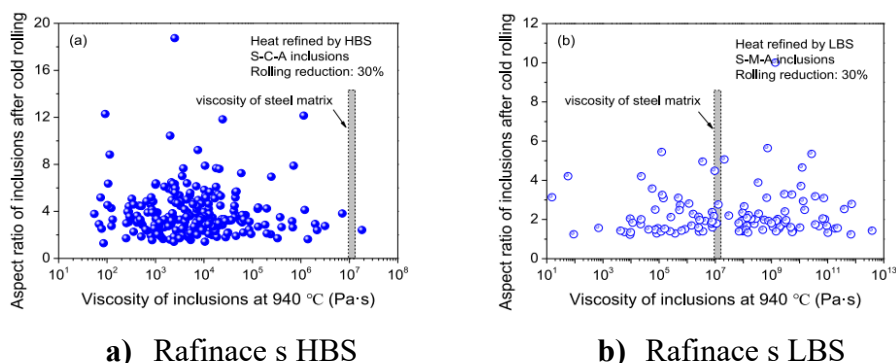 Aspect ratio of inclusions after cold rolling
20
16
12
8
4
0
(a)
Heat refined by HBS
S-C-A inclusions
Rolling reduction: 30%
viscosity of steel matrix
10¹ 10² 10³ 10⁴ 10⁵ 10⁶ 10⁷ 10⁸
Viscosity of inclusions at 940 °C (Pa·s)
a) Rafinace s HBS
Aspect ratio of inclusions after cold rolling
12
10
8
6
4
2
0
(b)
Heat refined by LBS
S-M-A inclusions
Rolling reduction: 30%
viscosity of steel matrix
10¹ 10³ 10⁵ 10⁷ 10⁹ 10¹¹ 10¹³
Viscosity of inclusions at 940 °C (Pa·s)
b) Rafinace s LBS